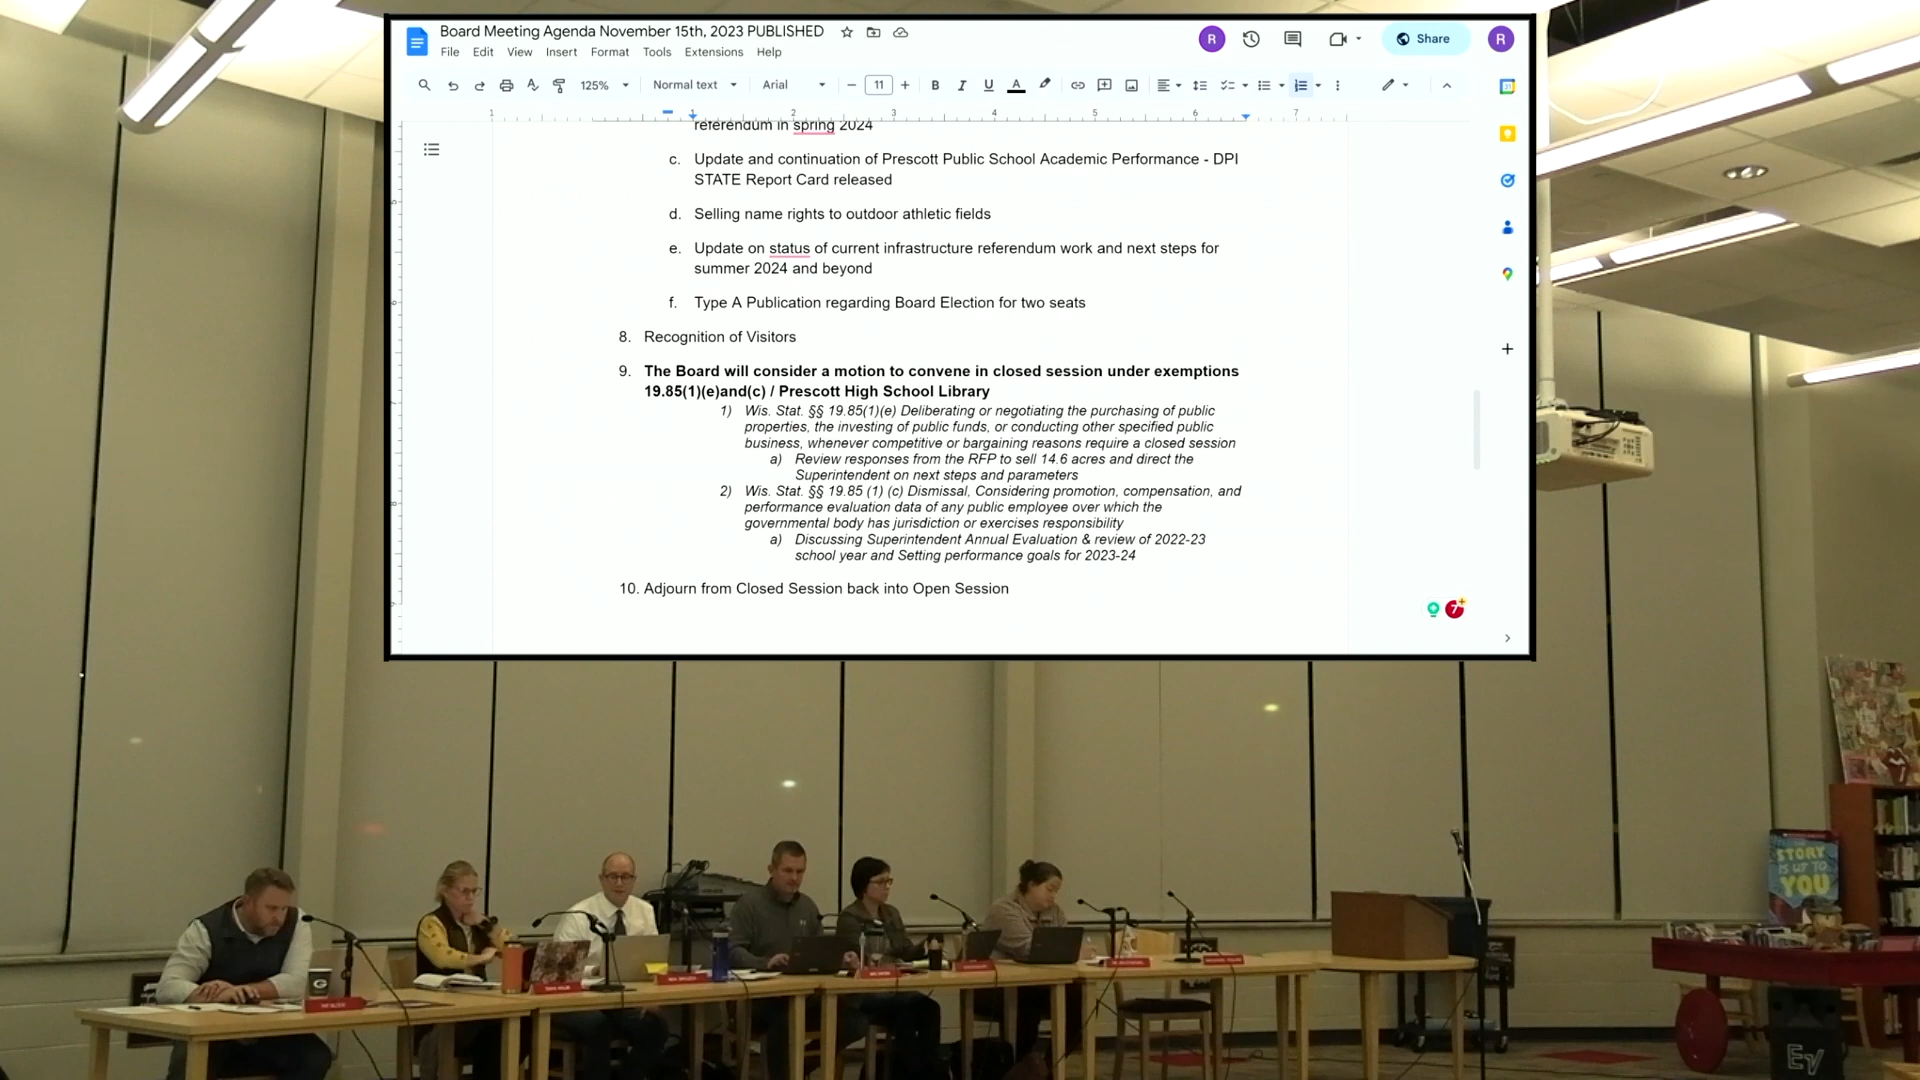 Board Meeting Agenda November 15th, 2023 PUBLISHED
R
Share
R
File Edit View Insert Format Tools Extensions Help
125% Normal text Arial 11 B I U A
1 1 2 3 4 5 6 7
referendum in spring 2024
c. Update and continuation of Prescott Public School Academic Performance - DPI
STATE Report Card released
d. Selling name rights to outdoor athletic fields
e. Update on status of current infrastructure referendum work and next steps for
summer 2024 and beyond
f. Type A Publication regarding Board Election for two seats
8. Recognition of Visitors
9. The Board will consider a motion to convene in closed session under exemptions
19.85(1)(e)and(c) / Prescott High School Library
1) Wis. Stat. §§ 19.85(1)(e) Deliberating or negotiating the purchasing of public
properties, the investing of public funds, or conducting other specified public
business, whenever competitive or bargaining reasons require a closed session
a) Review responses from the RFP to sell 14.6 acres and direct the
Superintendent on next steps and parameters
2) Wis. Stat. §§ 19.85 (1) (c) Dismissal, Considering promotion, compensation, and
performance evaluation data of any public employee over which the
governmental body has jurisdiction or exercises responsibility
a) Discussing Superintendent Annual Evaluation & review of 2022-23
school year and Setting performance goals for 2023-24
10. Adjourn from Closed Session back into Open Session
7
STORY
IS UP TO
YOU
G
EV